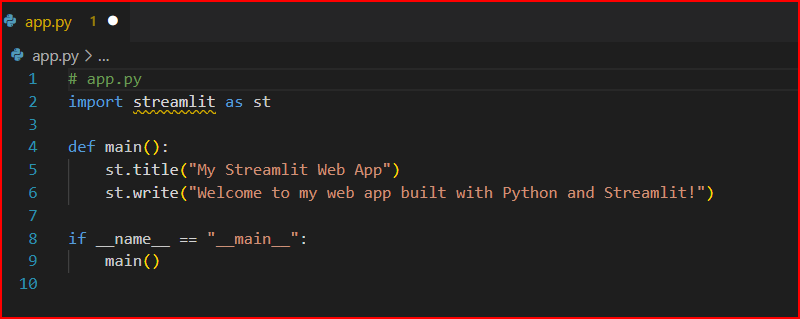 app.py 1
app.py > ...
1 # app.py
2 import streamlit as st
3
4 def main():
5     st.title("My Streamlit Web App")
6     st.write("Welcome to my web app built with Python and Streamlit!")
7
8 if __name__ == "__main__":
9     main()
10